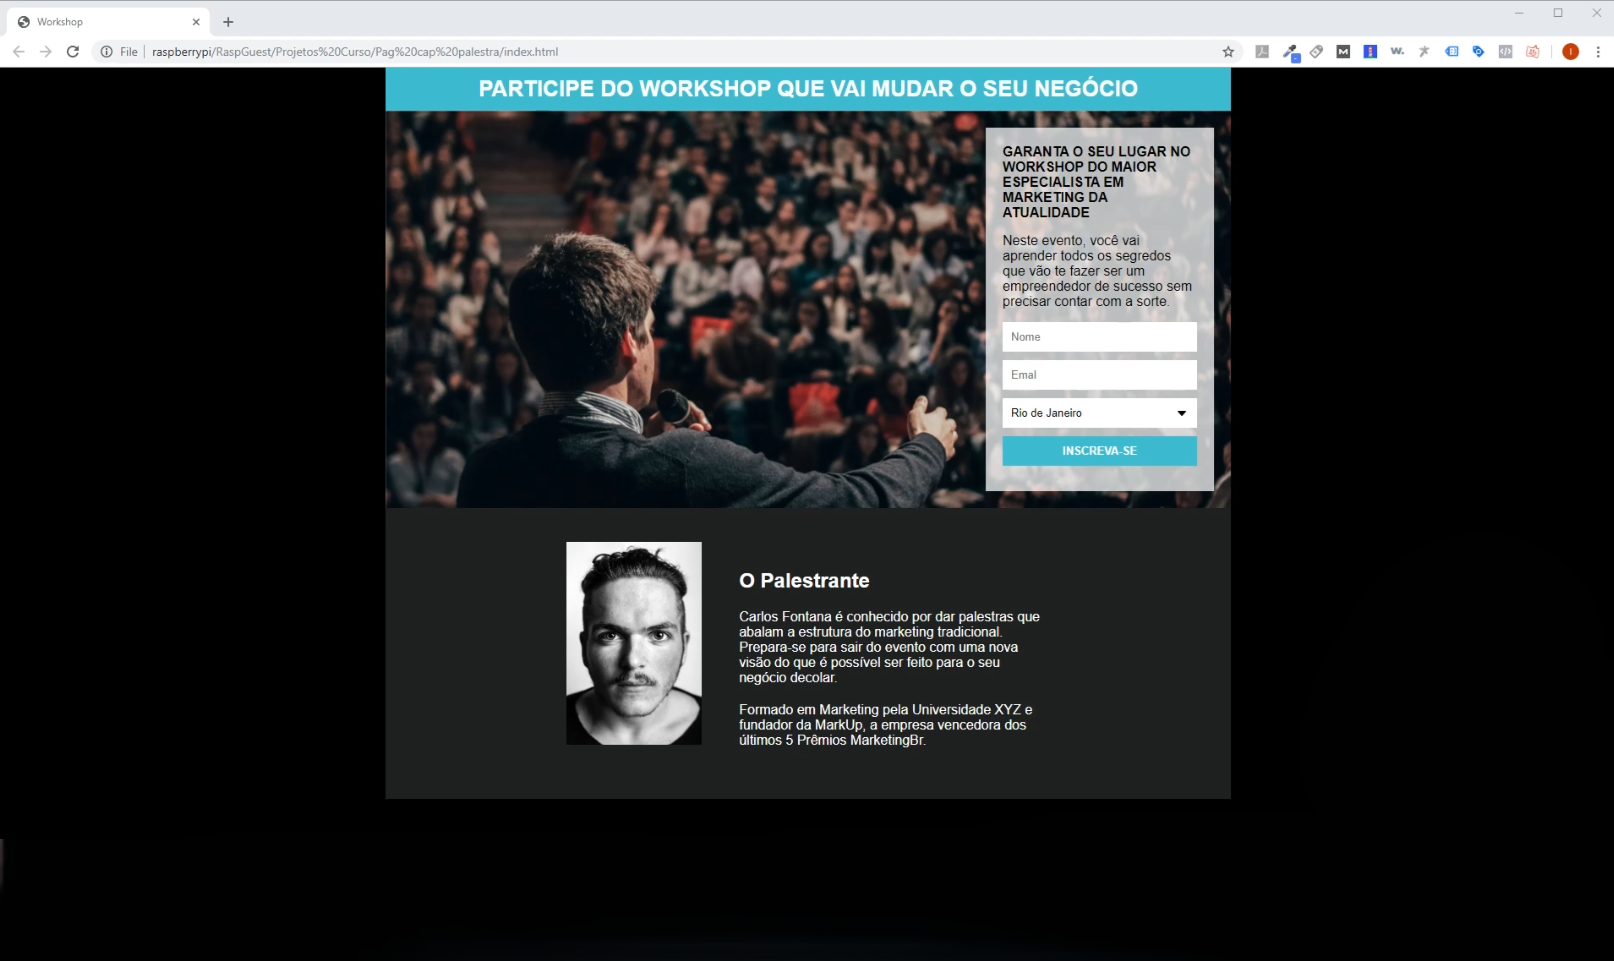 Workshop
File
raspberrypi/RaspGuest/Projetos%20Curso/Pag%20cap%20palestra/index.html
PARTICIPE DO WORKSHOP QUE VAI MUDAR O SEU NEGÓCIO
GARANTA O SEU LUGAR NO
WORKSHOP DO MAIOR
ESPECIALISTA EM
MARKETING DA
ATUALIDADE
Neste evento, você vai
aprender todos os segredos
que vão te fazer ser um
empreendedor de sucesso sem
precisar contar com a sorte.
Nome
Emal
Rio de Janeiro
INSCREVA-SE
O Palestrante
Carlos Fontana é conhecido por dar palestras que
abalam a estrutura do marketing tradicional.
Prepara-se para sair do evento com uma nova
visão do que é possível ser feito para o seu
negócio decolar.
Formado em Marketing pela Universidade XYZ e
fundador da MarkUp, a empresa vencedora dos
últimos 5 Prêmios MarketingBr.